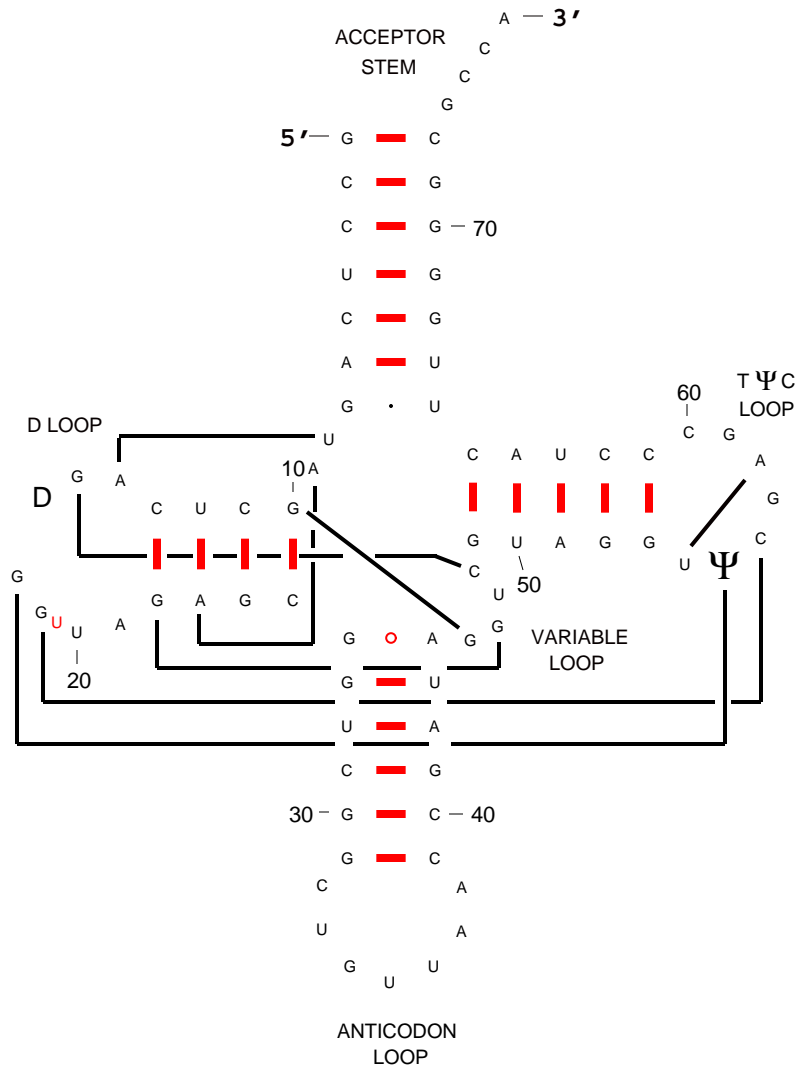 A 3′
ACCEPTOR
STEM
C
C
G
5′ G C
C G
C G 70
U G
C G
A U
G U
T Ψ C
LOOP
60
C G
D LOOP
U
C A U C C A
G A 10 A
D
C U C G G
G U A G G U Ψ C
C 50
G
G A G C U
G U A
U
G A G
VARIABLE
LOOP
20
G U
U A
C G
30 G C 40
G C
C A
U A
G U U
ANTICODON
LOOP